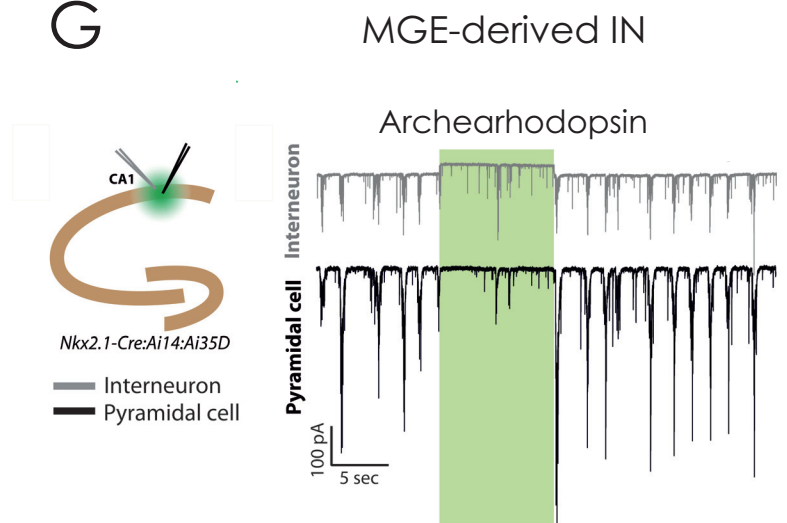 G
MGE-derived IN
Archearhodopsin
CA1
Nkx2.1-Cre:Ai14:Ai35D
Interneuron
Pyramidal cell
Interneuron
Pyramidal cell
100 pA
5 sec